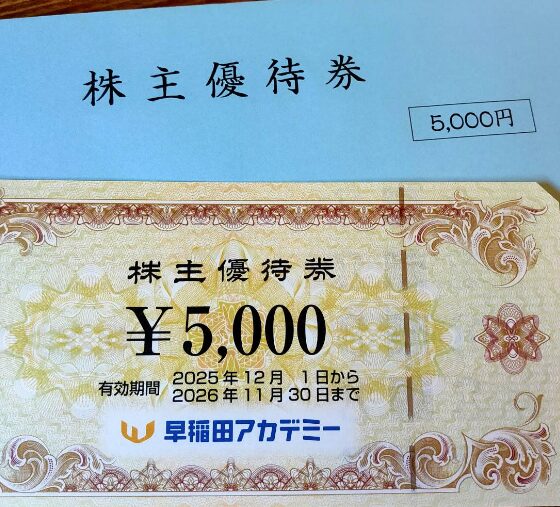 株主優待券
5,000円
株主優待券
￥5,000
有効期間 2025年12月 1日から
2026年11月30日まで
早稲田アカデミー